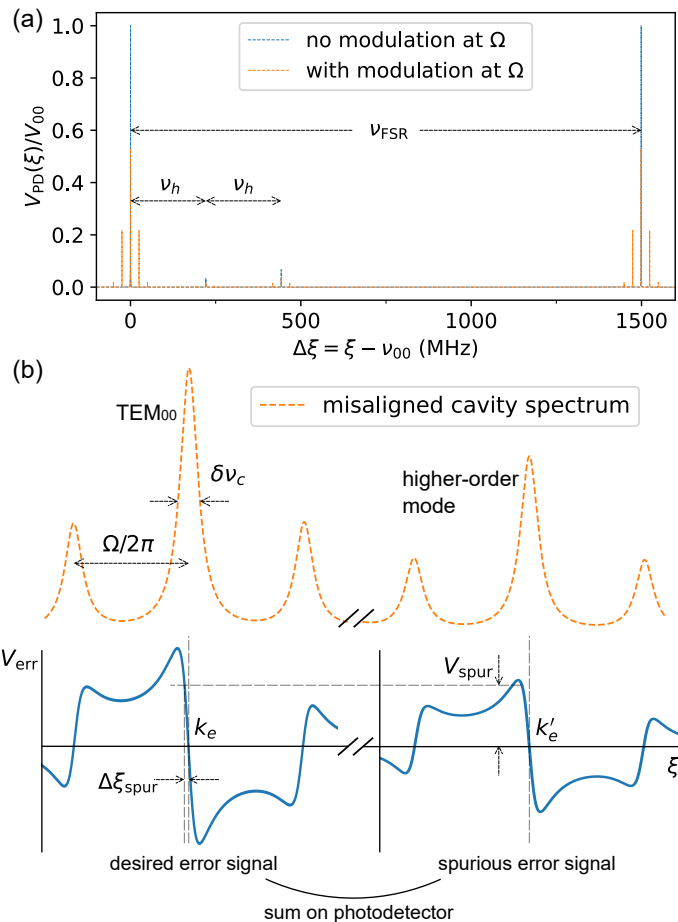 (a)
1.0
0.8
0.6
0.4
0.2
0.0
V_PD(ξ)/V_00
no modulation at Ω
with modulation at Ω
ν_FSR
ν_h
ν_h
0
500
1000
1500
Δξ = ξ − ν_00 (MHz)
(b)
TEM_00
misaligned cavity spectrum
δν_c
higher-order
mode
Ω/2π
V_err
V_spur
k_e
k_e′
Δξ_spur
ξ
desired error signal
spurious error signal
sum on photodetector